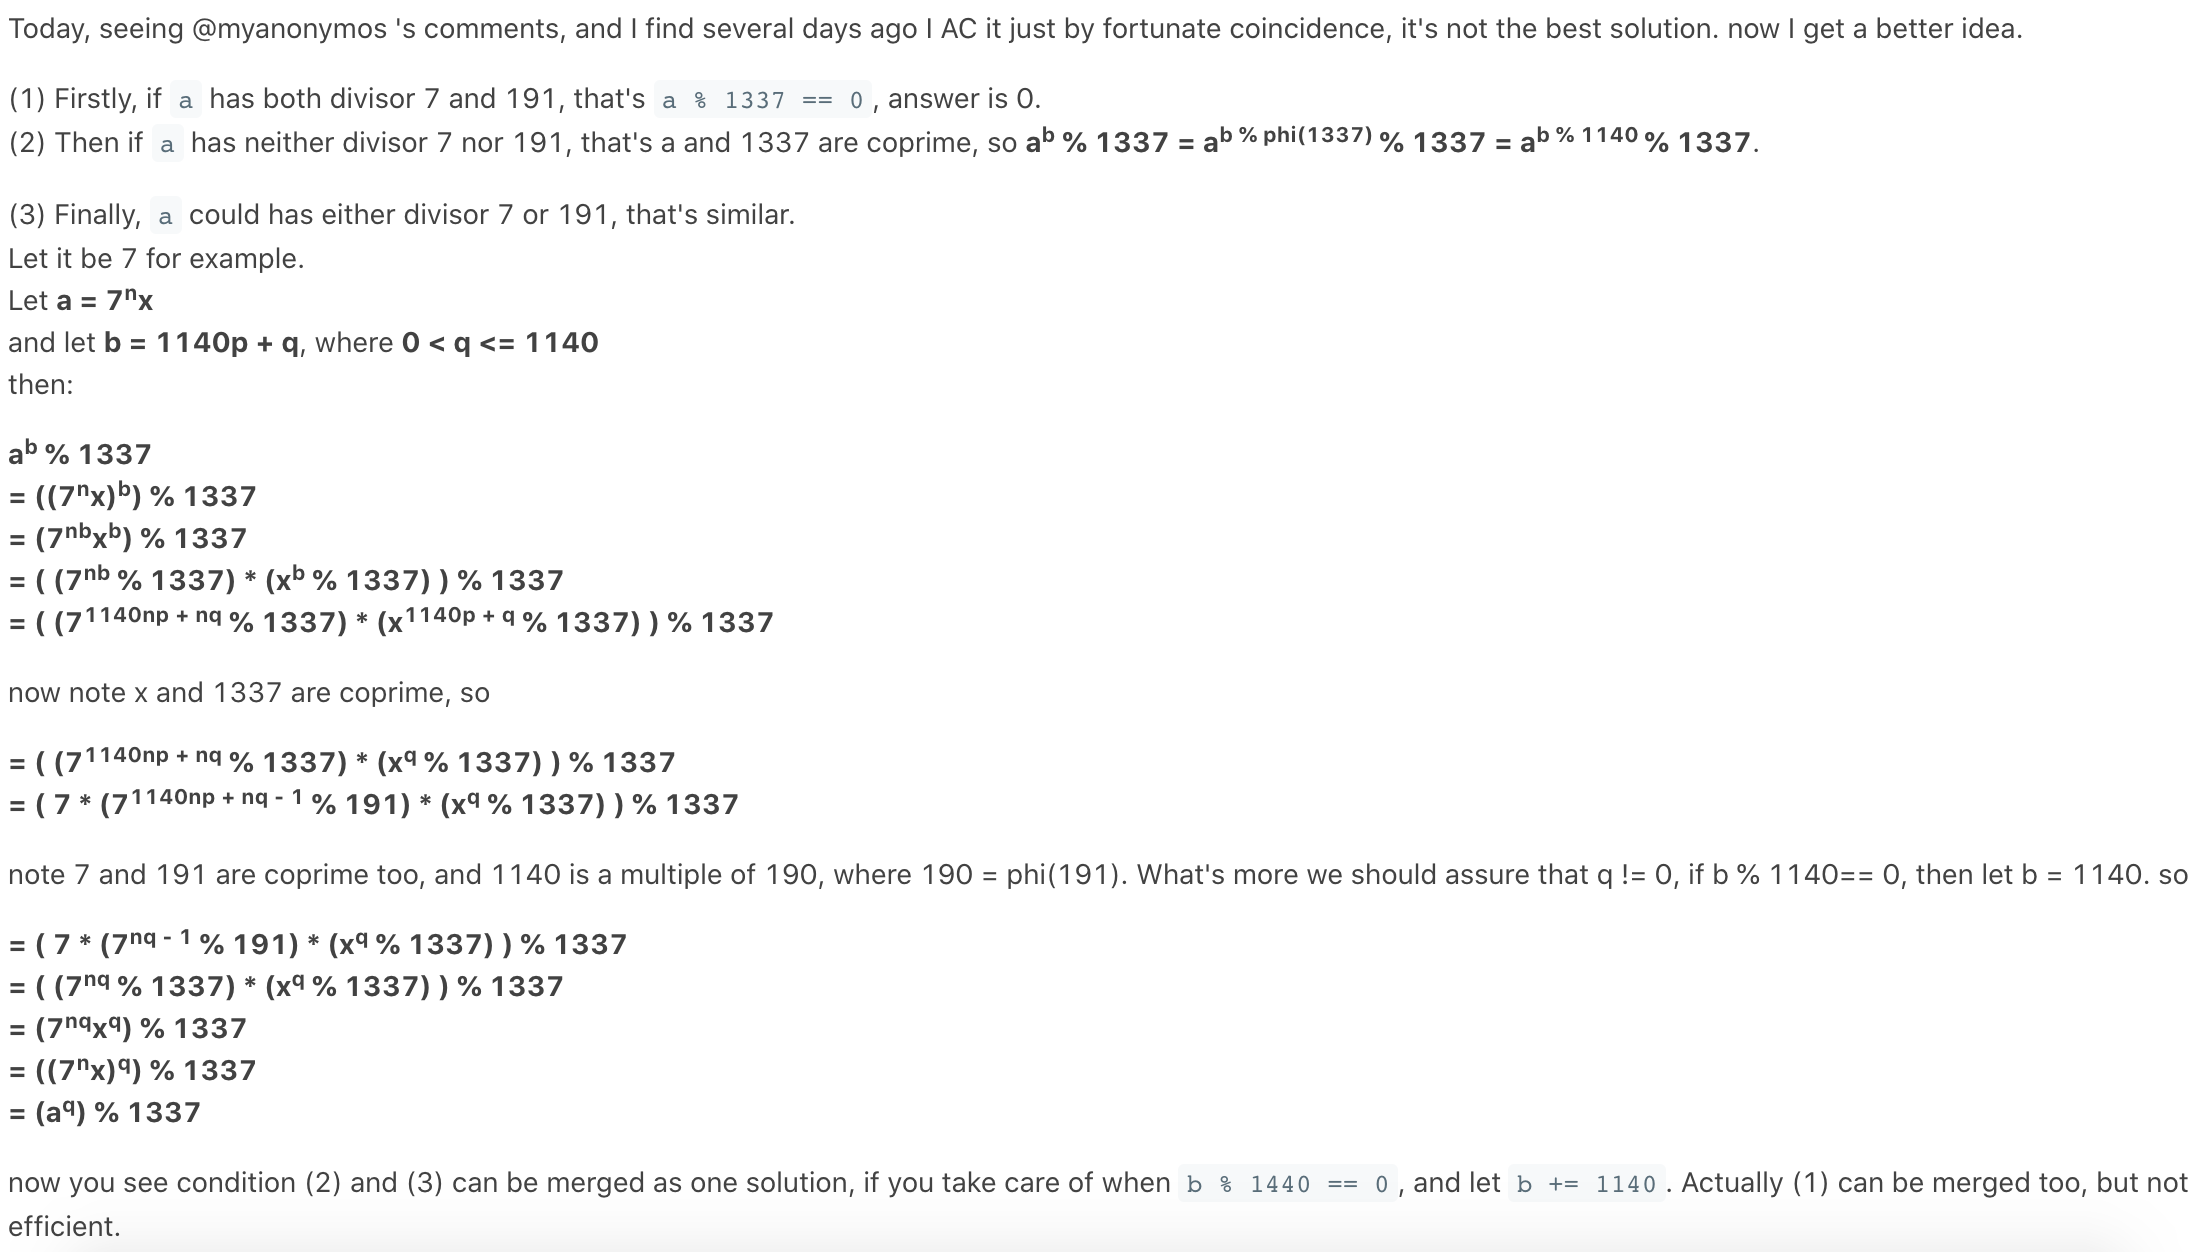 Today, seeing @myanonymos 's comments, and I find several days ago I AC it just by fortunate coincidence, it's not the best solution. now I get a better idea.
(1) Firstly, if a has both divisor 7 and 191, that's a % 1337 == 0, answer is 0.
(2) Then if a has neither divisor 7 nor 191, that's a and 1337 are coprime, so a^b % 1337 = a^(b % phi(1337)) % 1337 = a^(b % 1140) % 1337.
(3) Finally, a could has either divisor 7 or 191, that's similar.
Let it be 7 for example.
Let a = 7^n x
and let b = 1140p + q, where 0 < q <= 1140
then:
a^b % 1337
= ((7^n x)^b) % 1337
= (7^nb x^b) % 1337
= ( (7^nb % 1337) * (x^b % 1337) ) % 1337
= ( (7^(1140np + nq) % 1337) * (x^(1140p + q) % 1337) ) % 1337
now note x and 1337 are coprime, so
= ( (7^(1140np + nq) % 1337) * (x^q % 1337) ) % 1337
= ( 7 * (7^(1140np + nq - 1) % 191) * (x^q % 1337) ) % 1337
note 7 and 191 are coprime too, and 1140 is a multiple of 190, where 190 = phi(191). What's more we should assure that q != 0, if b % 1140== 0, then let b = 1140. so
= ( 7 * (7^(nq - 1) % 191) * (x^q % 1337) ) % 1337
= ( (7^nq % 1337) * (x^q % 1337) ) % 1337
= (7^nq x^q) % 1337
= ((7^n x)^q) % 1337
= (a^q) % 1337
now you see condition (2) and (3) can be merged as one solution, if you take care of when b % 1440 == 0, and let b += 1140. Actually (1) can be merged too, but not
efficient.